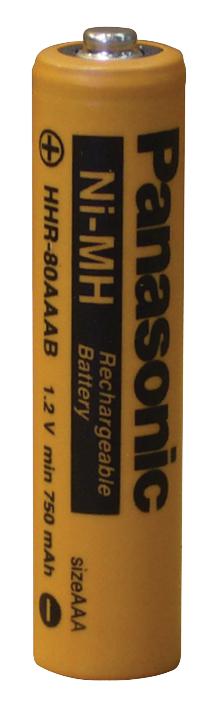 Panasonic
Ni-MH Rechargeable
Battery
sizeAAA
⊕ HHR-80AAAB 1.2 V min 750 mAh ⊖